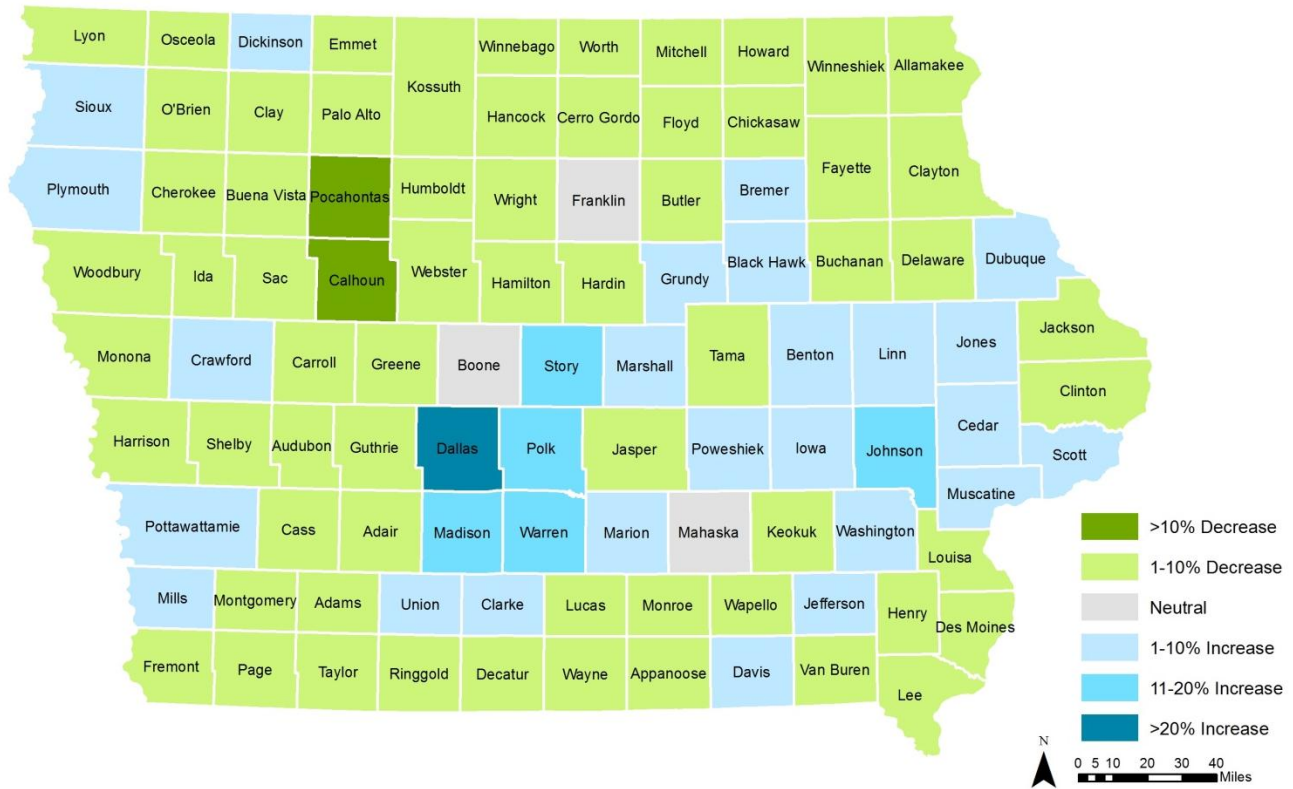 Lyon
Osceola
Dickinson
Emmet
Kossuth
Winnebago
Worth
Mitchell
Howard
Winneshiek
Allamakee
Sioux
O'Brien
Clay
Palo Alto
Hancock
Cerro Gordo
Floyd
Chickasaw
Plymouth
Cherokee
Buena Vista
Pocahontas
Humboldt
Wright
Franklin
Butler
Bremer
Fayette
Clayton
Woodbury
Ida
Sac
Calhoun
Webster
Hamilton
Hardin
Grundy
Black Hawk
Buchanan
Delaware
Dubuque
Monona
Crawford
Carroll
Greene
Boone
Story
Marshall
Tama
Benton
Linn
Jones
Jackson
Clinton
Harrison
Shelby
Audubon
Guthrie
Dallas
Polk
Jasper
Poweshiek
Iowa
Johnson
Cedar
Scott
Muscatine
Pottawattamie
Cass
Adair
Madison
Warren
Marion
Mahaska
Keokuk
Washington
Louisa
Mills
Montgomery
Adams
Union
Clarke
Lucas
Monroe
Wapello
Jefferson
Henry
Des Moines
Fremont
Page
Taylor
Ringgold
Decatur
Wayne
Appanoose
Davis
Van Buren
Lee
>10% Decrease
1-10% Decrease
Neutral
1-10% Increase
11-20% Increase
>20% Increase
N
0 5 10 20 30 40
Miles